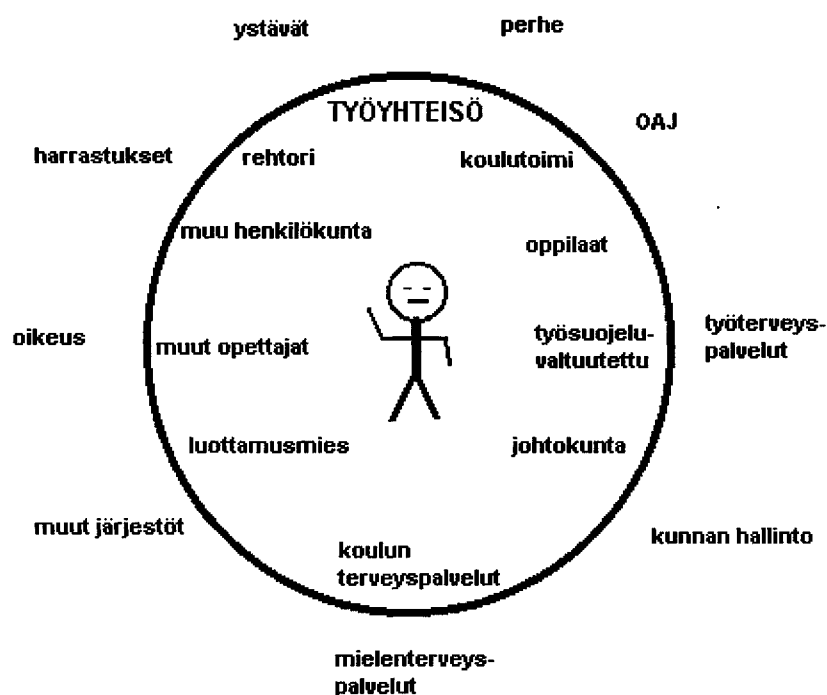 ystävät
perhe
TYÖYHTEISÖ
OAJ
harrastukset
rehtori
koulutoimi
muu henkilökunta
oppilaat
oikeus
muut opettajat
työsuojelu-
valtuutettu
työterveys-
palvelut
luottamusmies
johtokunta
muut järjestöt
kunnan hallinto
koulun
terveyspalvelut
mielenterveys-
palvelut